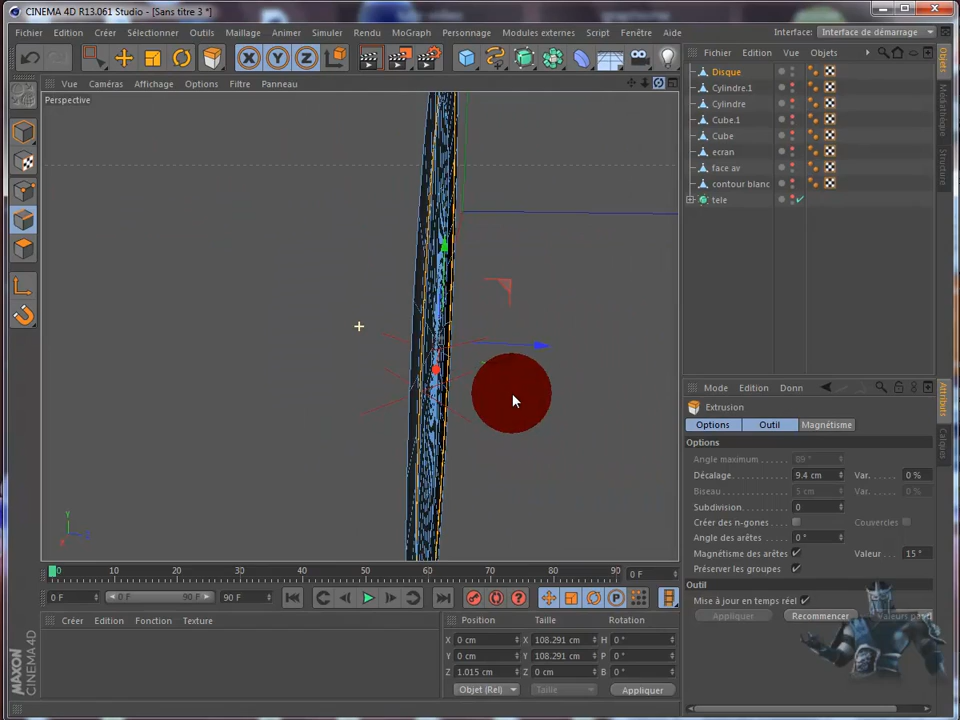 CINEMA 4D R13.061 Studio - [Sans titre 3 *]
Fichier Edition Créer Sélectionner Outils Maillage Animer Simuler Rendu MoGraph Personnage Modules externes Script Fenêtre Aide Interface: Interface de démarrage
X Y Z
Vue Caméras Affichage Options Filtre Panneau
Perspective
Y
Fichier Edition Vue Objets
Disque
Cylindre.1
Cylindre
Cube.1
Cube
ecran
face av
contour blanc
tele
Objets
Médiathèque
Structure
Mode Edition Donn
Extrusion
Options Outil Magnétisme
Options
Angle maximum 89 °
Décalage 9.4 cm Var. 0 %
Biseau 5 cm Var. 0 %
Subdivision 0
Créer des n-gones Couvercles
Angle des arêtes 0 °
Magnétisme des arêtes Valeur 15 °
Préserver les groupes
Outil
Mise à jour en temps réel
Appliquer Recommencer
Attributs
Calques
0 10 20 30 40 50 60 70 80 90 0 F
0 F 0 F 90 F 90 F
P
Créer Edition Fonction Texture
Position Taille Rotation
X 0 cm X 108.291 cm H 0 °
Y 0 cm Y 108.291 cm P 0 °
Z 1.015 cm Z 0 cm B 0 °
Objet (Rel) Taille Appliquer
MAXON
CINEMA 4D